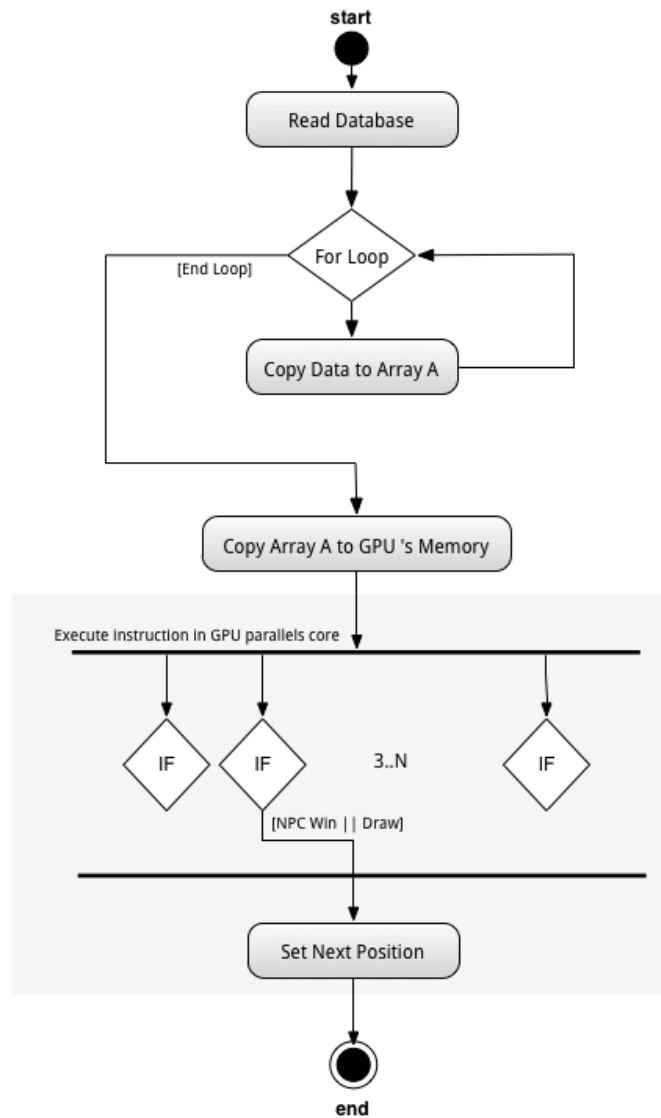 start
Read Database
For Loop
[End Loop]
Copy Data to Array A
Copy Array A to GPU 's Memory
Execute instruction in GPU parallels core
IF
IF
3..N
IF
[NPC Win || Draw]
Set Next Position
end